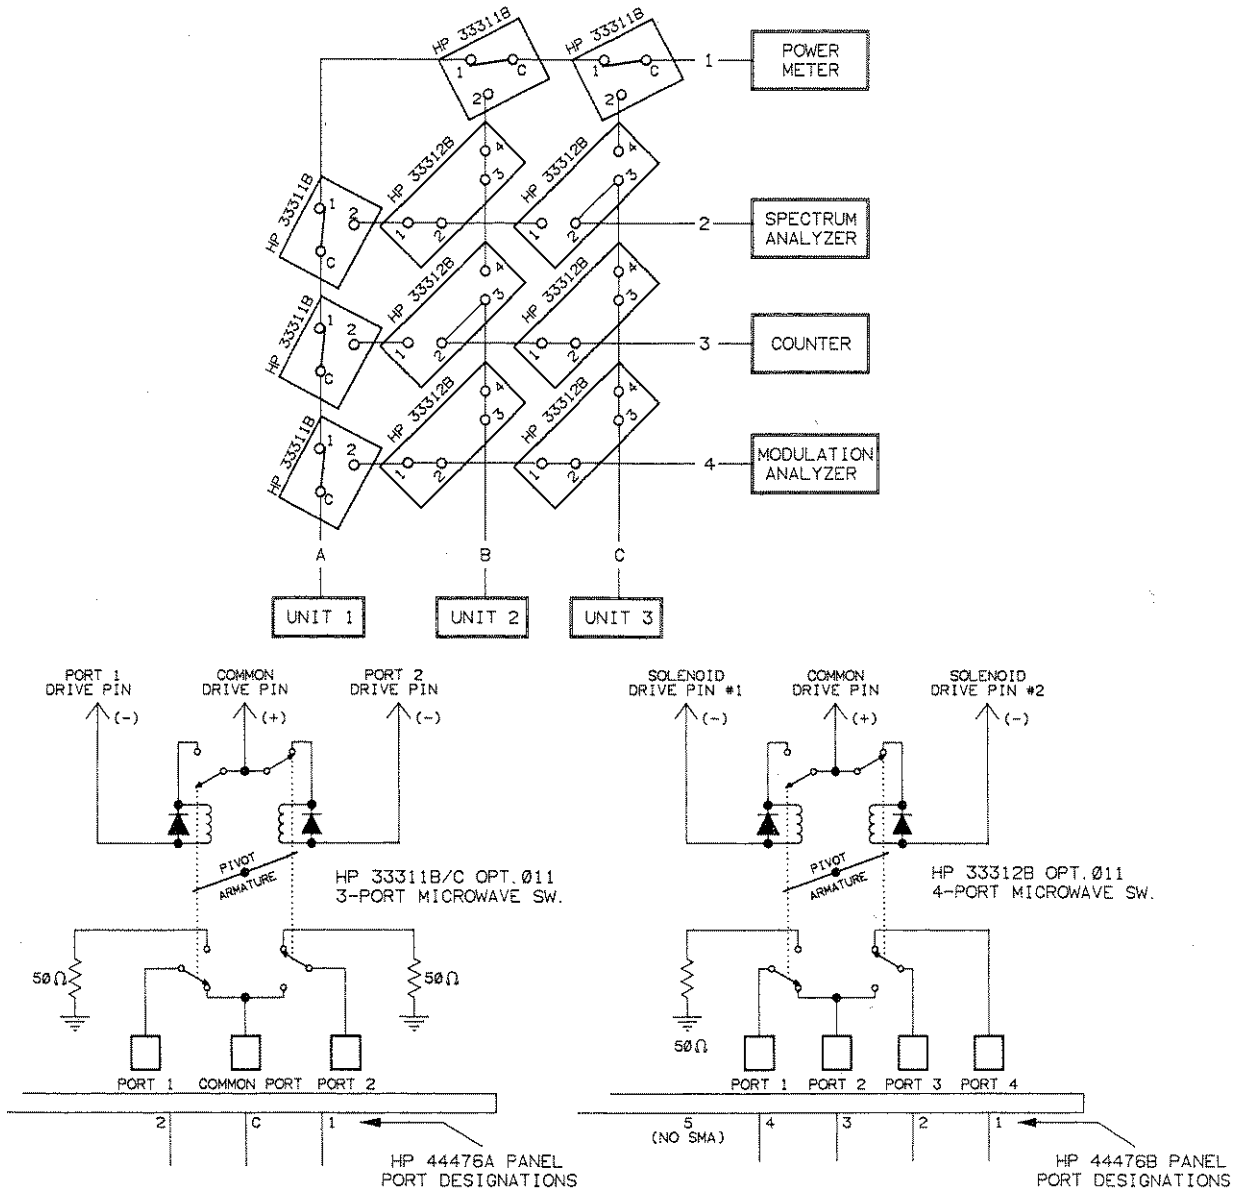 HP 33311B
1
C
2
HP 33311B
1
C
2
1
POWER
METER
HP 33312B
4
3
1
2
HP 33312B
4
3
1
2
HP 33311B
1
2
C
2
SPECTRUM
ANALYZER
HP 33312B
4
3
1
2
HP 33312B
4
3
1
2
HP 33311B
1
2
C
3
COUNTER
HP 33312B
4
3
1
2
HP 33312B
4
3
1
2
HP 33311B
1
2
C
4
MODULATION
ANALYZER
A
B
C
UNIT 1
UNIT 2
UNIT 3
PORT 1
DRIVE PIN
(-)
COMMON
DRIVE PIN
(+)
PORT 2
DRIVE PIN
(-)
PIVOT
ARMATURE
HP 33311B/C OPT.Ø11
3-PORT MICROWAVE SW.
5ØΩ
5ØΩ
PORT 1
COMMON PORT
PORT 2
2
C
1
HP 44476A PANEL
PORT DESIGNATIONS
SOLENOID
DRIVE PIN #1
(-)
COMMON
DRIVE PIN
(+)
SOLENOID
DRIVE PIN #2
(-)
PIVOT
ARMATURE
HP 33312B OPT.Ø11
4-PORT MICROWAVE SW.
5ØΩ
PORT 1
PORT 2
PORT 3
PORT 4
5
(NO SMA)
4
3
2
1
HP 44476B PANEL
PORT DESIGNATIONS